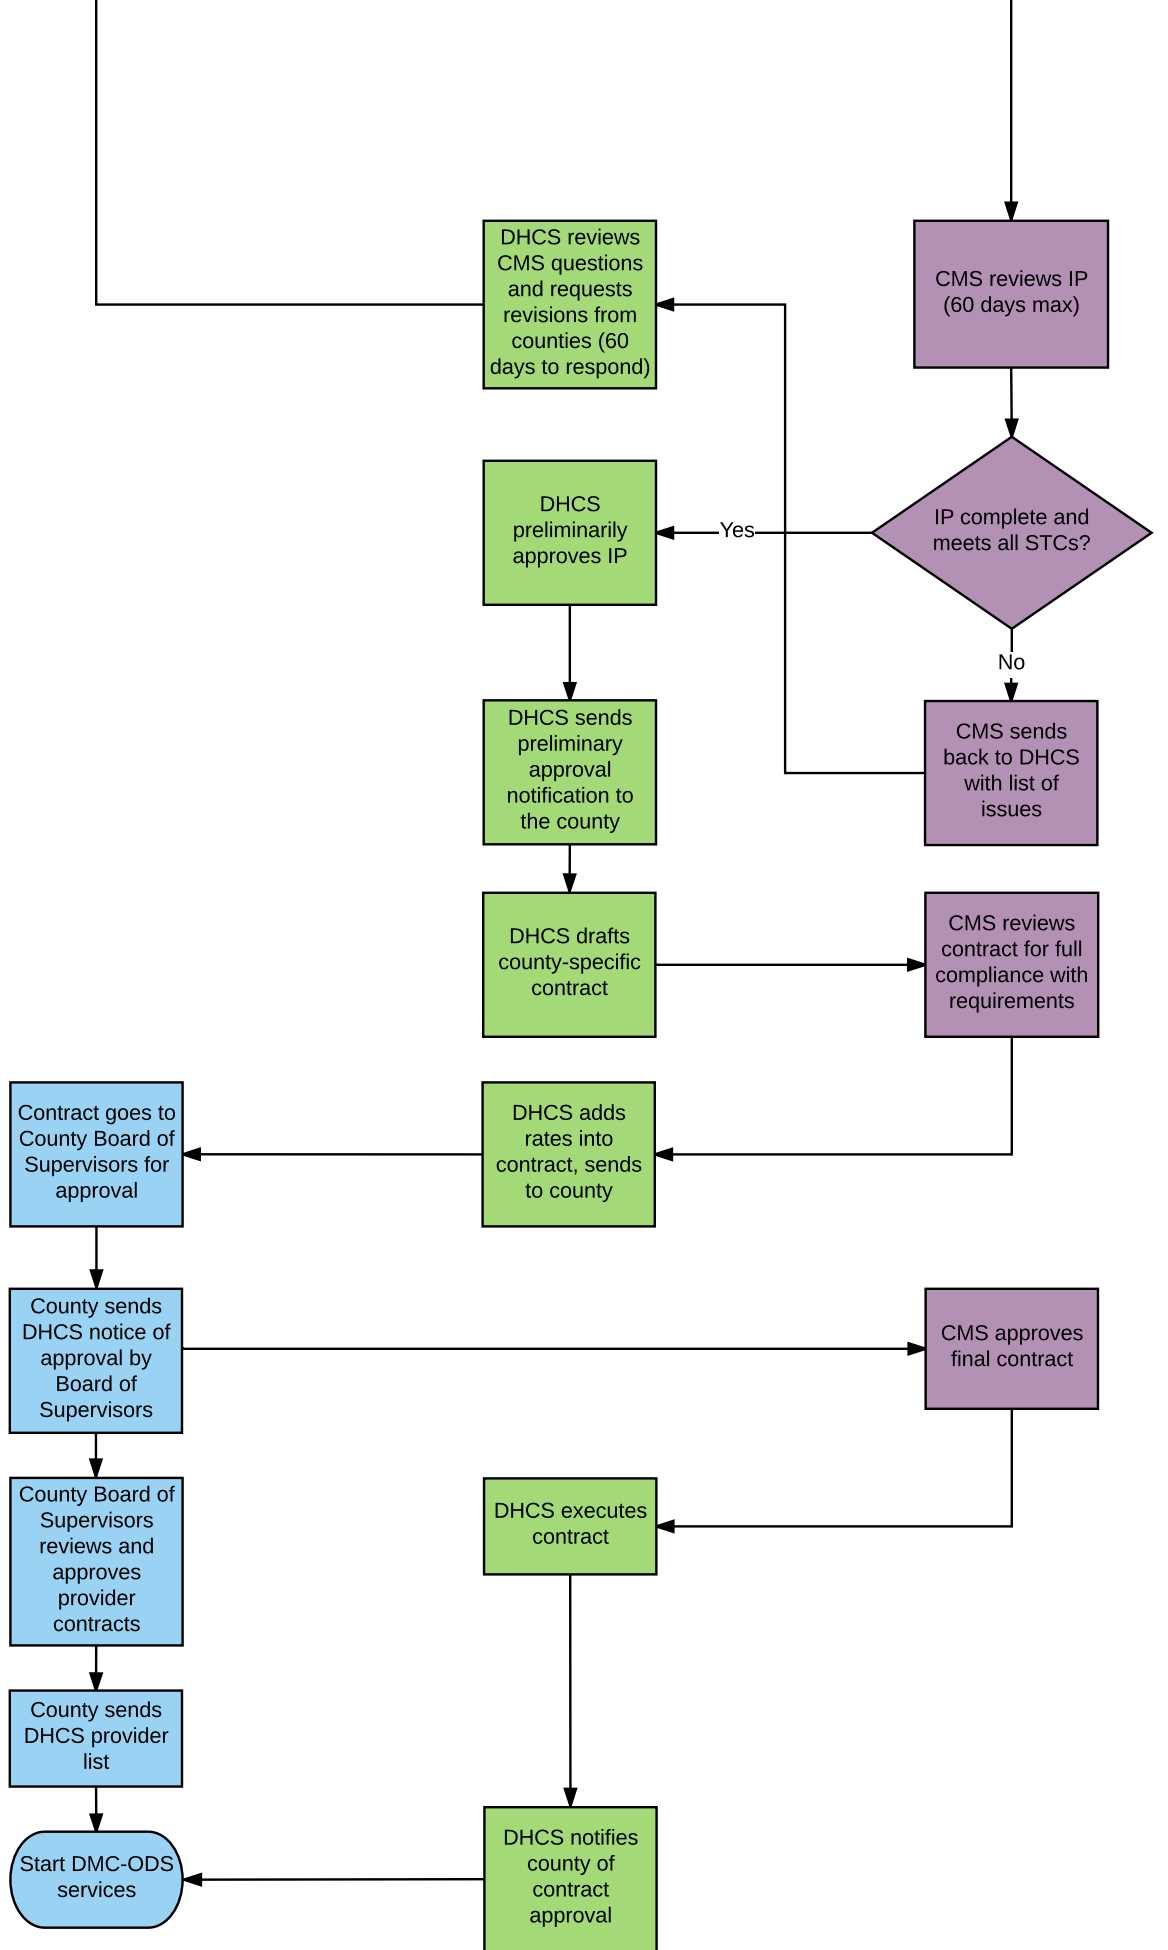 DHCS reviews
CMS questions
and requests
revisions from
counties (60
days to respond)
CMS reviews IP
(60 days max)
DHCS
preliminarily
approves IP
Yes
IP complete and
meets all STCs?
No
DHCS sends
preliminary
approval
notification to
the county
CMS sends
back to DHCS
with list of
issues
DHCS drafts
county-specific
contract
CMS reviews
contract for full
compliance with
requirements
Contract goes to
County Board of
Supervisors for
approval
DHCS adds
rates into
contract, sends
to county
County sends
DHCS notice of
approval by
Board of
Supervisors
CMS approves
final contract
County Board of
Supervisors
reviews and
approves
provider
contracts
DHCS executes
contract
County sends
DHCS provider
list
Start DMC-ODS
services
DHCS notifies
county of
contract
approval